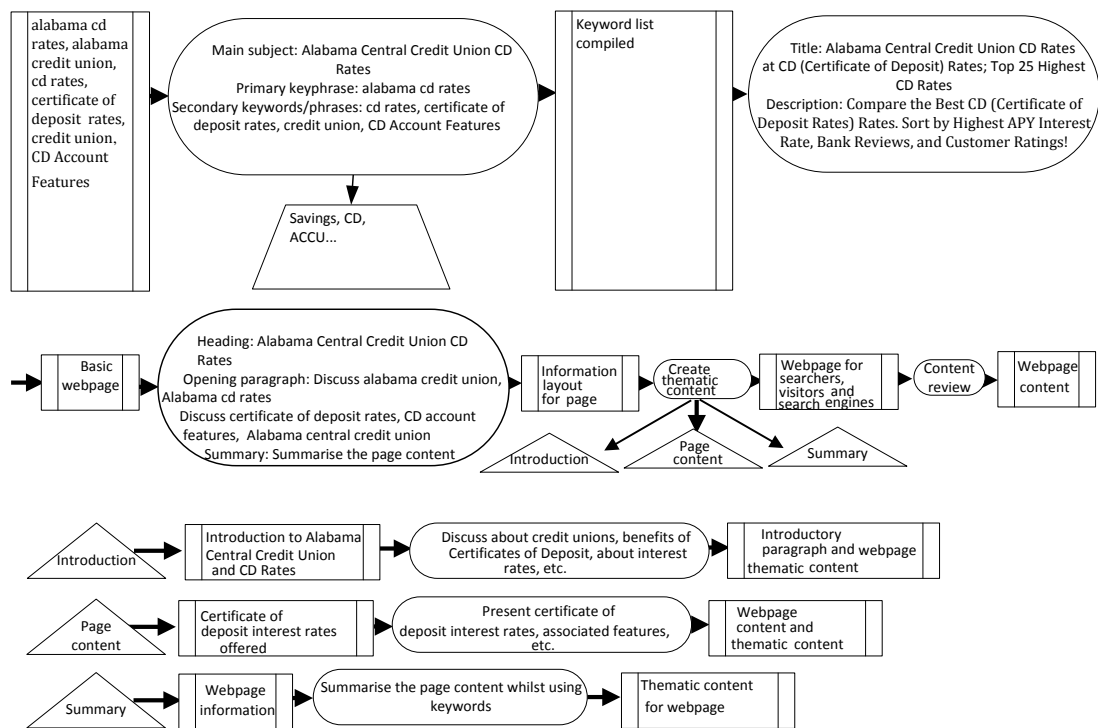 alabama cd
rates, alabama
credit union,
cd rates,
certificate of
deposit rates,
credit union,
CD Account
Features
Main subject: Alabama Central Credit Union CD
Rates
Primary keyphrase: alabama cd rates
Secondary keywords/phrases: cd rates, certificate of
deposit rates, credit union, CD Account Features
Savings, CD,
ACCU...
Keyword list
compiled
Title: Alabama Central Credit Union CD Rates
at CD (Certificate of Deposit) Rates; Top 25 Highest
CD Rates
Description: Compare the Best CD (Certificate of
Deposit Rates) Rates. Sort by Highest APY Interest
Rate, Bank Reviews, and Customer Ratings!
Basic
webpage
Heading: Alabama Central Credit Union CD
Rates
Opening paragraph: Discuss alabama credit union,
Alabama cd rates
Discuss certificate of deposit rates, CD account
features, Alabama central credit union
Summary: Summarise the page content
Information
layout
for page
Create
thematic
content
Webpage for
searchers,
visitors and
search engines
Content
review
Webpage
content
Introduction
Page
content
Summary
Introduction
Introduction to Alabama
Central Credit Union
and CD Rates
Discuss about credit unions, benefits of
Certificates of Deposit, about interest
rates, etc.
Introductory
paragraph and webpage
thematic content
Page
content
Certificate of
deposit interest rates
offered
Present certificate of
deposit interest rates, associated features,
etc.
Webpage
content and
thematic content
Summary
Webpage
information
Summarise the page content whilst using
keywords
Thematic content
for webpage